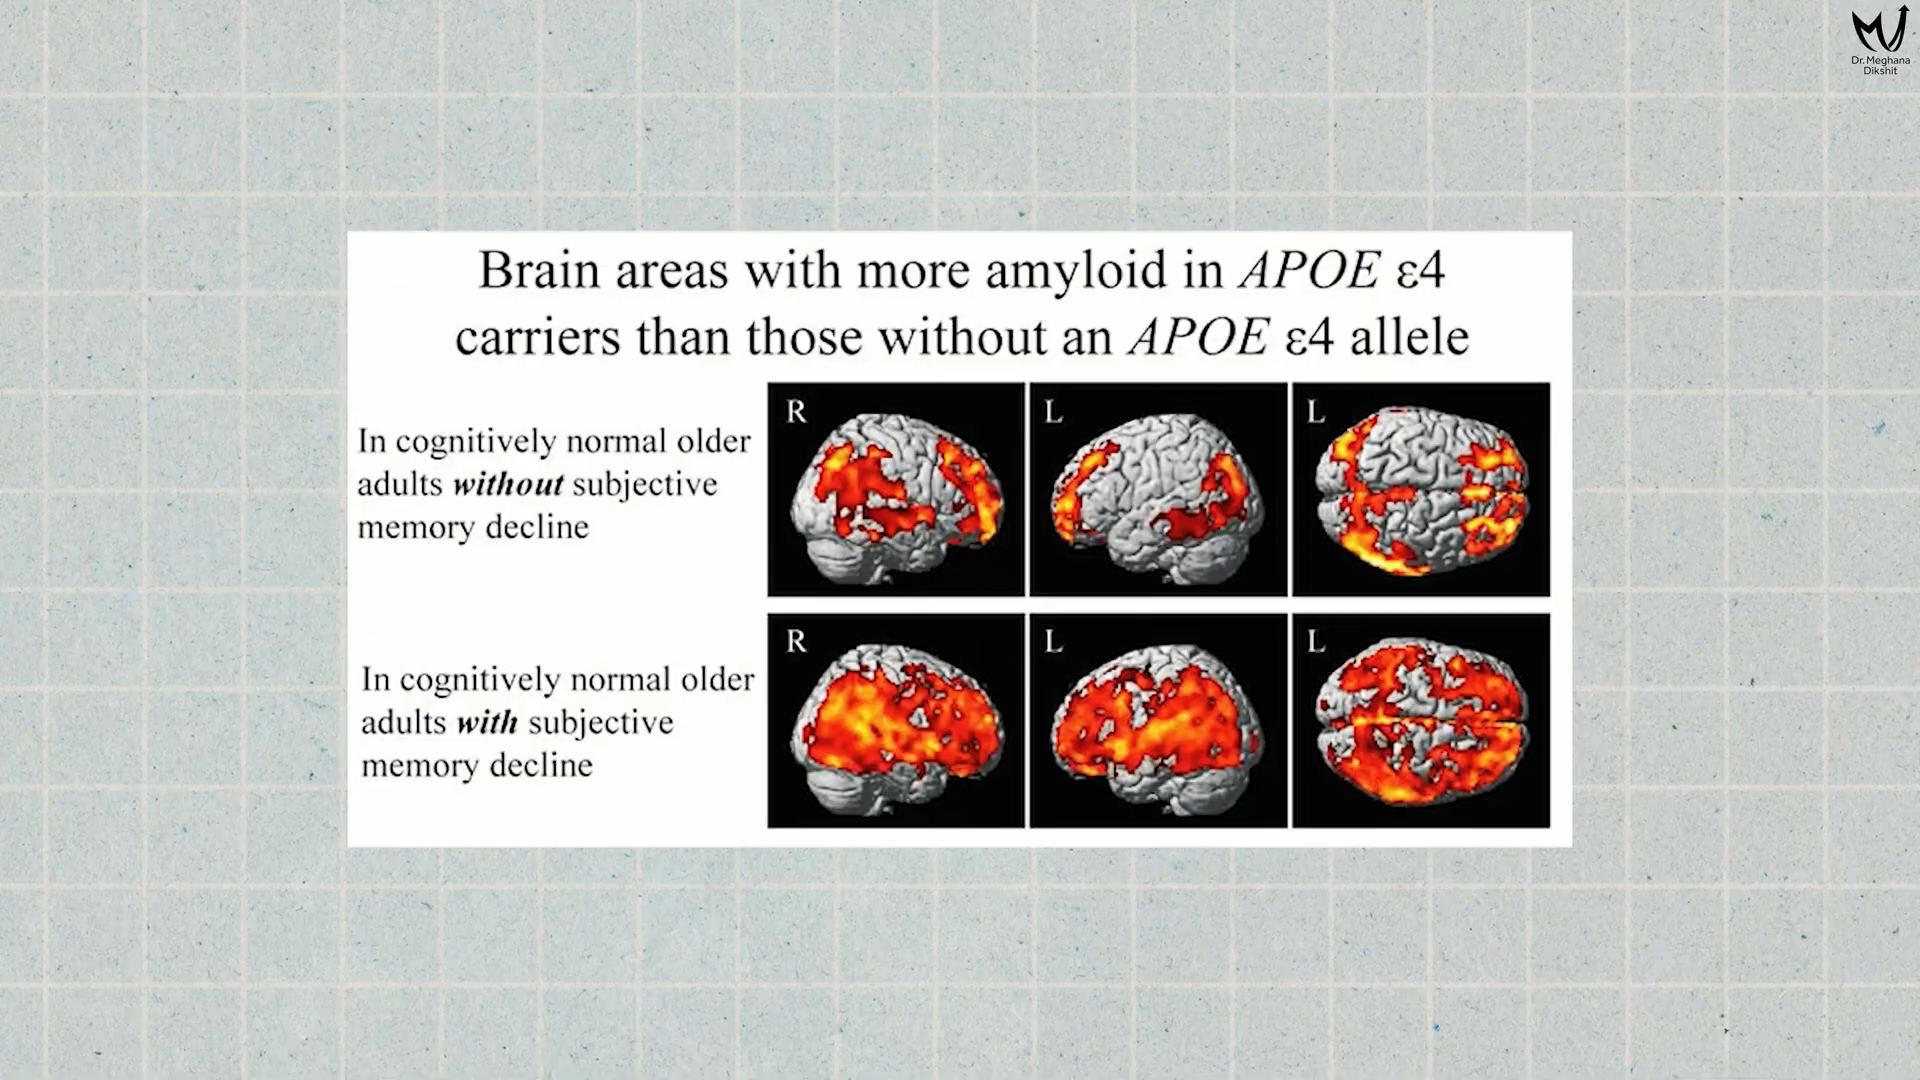 Dr. Meghana
Dikshit
Brain areas with more amyloid in APOE ε4
carriers than those without an APOE ε4 allele
In cognitively normal older
adults without subjective
memory decline
R
L
L
In cognitively normal older
adults with subjective
memory decline
R
L
L